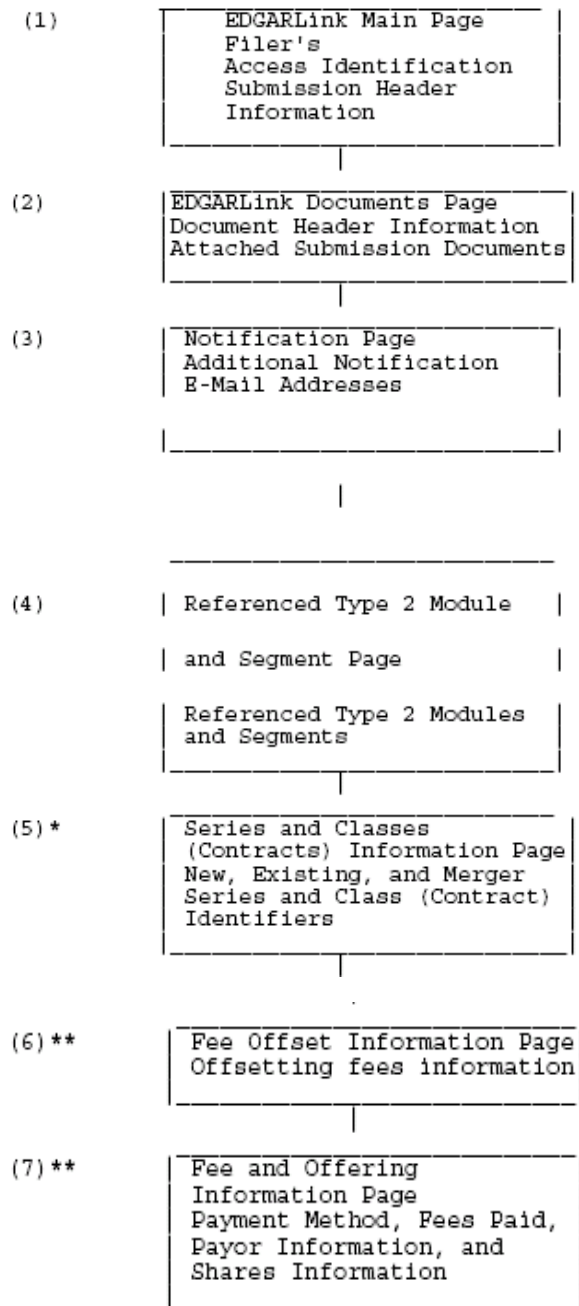 (1) EDGARLink Main Page
Filer's
Access Identification
Submission Header
Information
(2) EDGARLink Documents Page
Document Header Information
Attached Submission Documents
(3) Notification Page
Additional Notification
E-Mail Addresses
(4) Referenced Type 2 Module
and Segment Page
Referenced Type 2 Modules
and Segments
(5)* Series and Classes
(Contracts) Information Page
New, Existing, and Merger
Series and Class (Contract)
Identifiers
(6)** Fee Offset Information Page
Offsetting fees information
(7)** Fee and Offering
Information Page
Payment Method, Fees Paid,
Payor Information, and
Shares Information